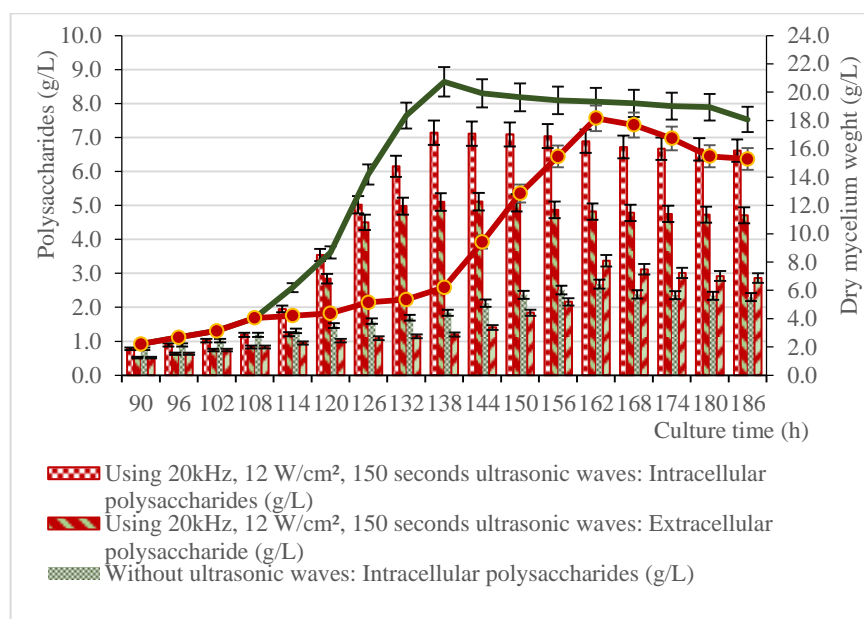 Polysaccharides (g/L)
10.0
9.0
8.0
7.0
6.0
5.0
4.0
3.0
2.0
1.0
0.0
24.0
22.0
20.0
18.0
16.0
14.0
12.0
10.0
8.0
6.0
4.0
2.0
0.0
Dry mycelium weght (g/L)
90 96 102 108 114 120 126 132 138 144 150 156 162 168 174 180 186
Culture time (h)
Using 20kHz, 12 W/cm², 150 seconds ultrasonic waves: Intracellular
polysaccharides (g/L)
Using 20kHz, 12 W/cm², 150 seconds ultrasonic waves: Extracellular
polysaccharide (g/L)
Without ultrasonic waves: Intracellular polysaccharides (g/L)